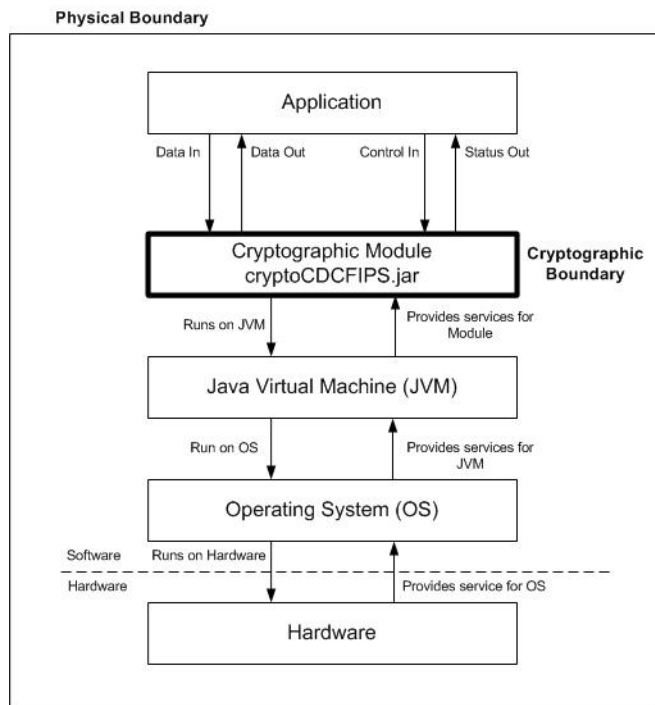 Physical Boundary
Application
Data In
Data Out
Control In
Status Out
Cryptographic Module
cryptoCDCFIPS.jar
Cryptographic
Boundary
Runs on JVM
Provides services for
Module
Java Virtual Machine (JVM)
Run on OS
Provides services for
JVM
Operating System (OS)
Software
Runs on Hardware
Hardware
Provides service for OS
Hardware